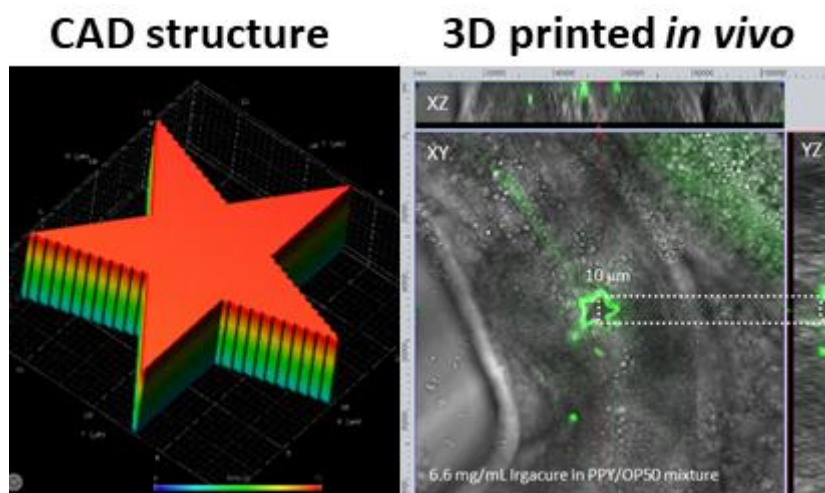 CAD structure
3D printed in vivo
XZ
XY
YZ
10 µm
6.6 mg/mL Irgacure in PPY/OP50 mixture